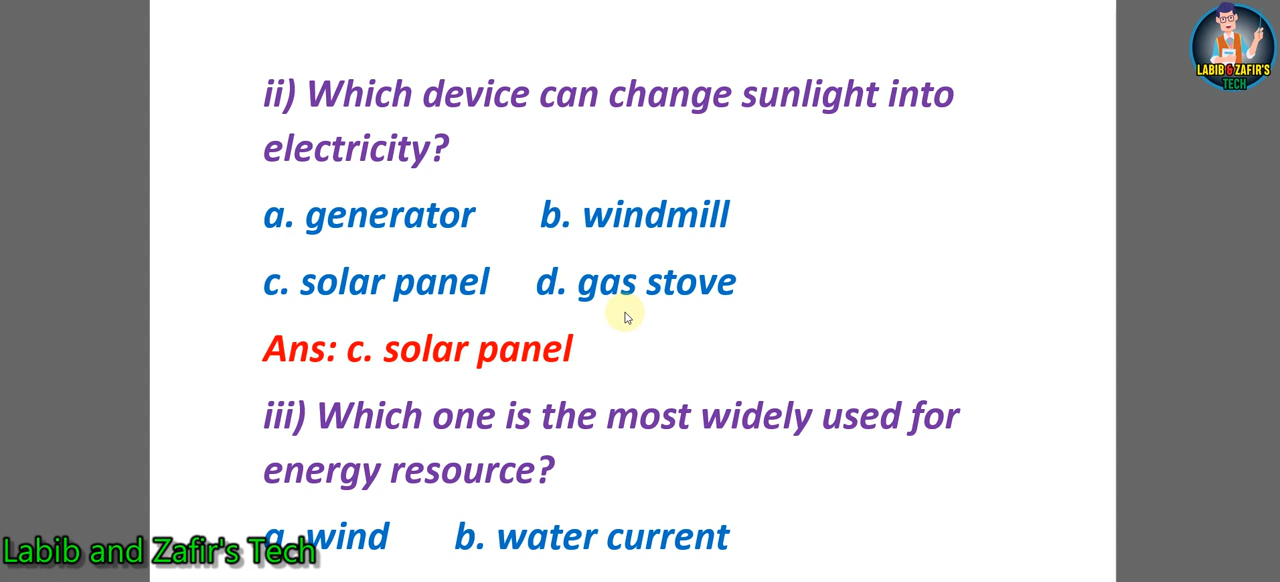 ii) Which device can change sunlight into
electricity?
a. generator b. windmill
c. solar panel d. gas stove
Ans: c. solar panel
iii) Which one is the most widely used for
energy resource?
a. wind b. water current
Labib and Zafir's Tech
LABIB & ZAFIR'S
TECH